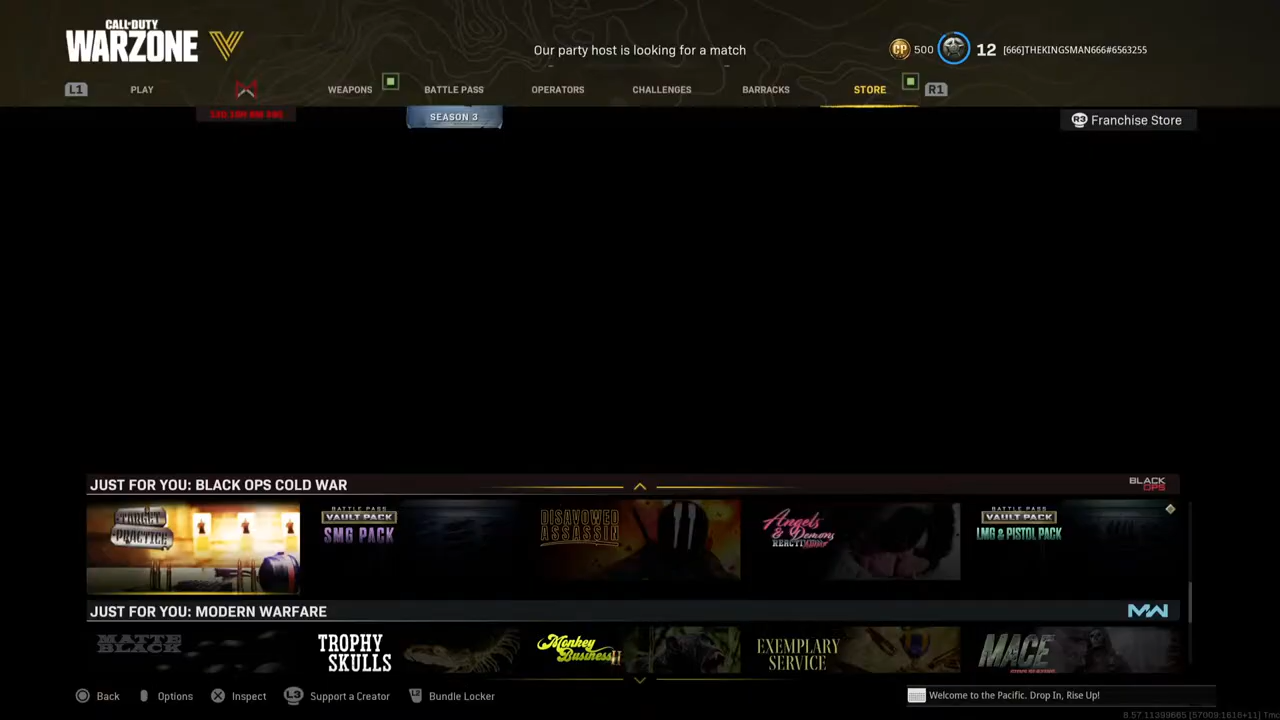 CALL·DUTY
WARZONE
Our party host is looking for a match
CP 500
12 [666]THEKINGSMAN666#6563255
L1
PLAY
WEAPONS
BATTLE PASS
OPERATORS
CHALLENGES
BARRACKS
STORE
R1
SEASON 3
R3 Franchise Store
JUST FOR YOU: BLACK OPS COLD WAR
BLACK
OPS
TARGET
PRACTICE
BATTLE PASS
VAULT PACK
SMG PACK
DISAVOWED
ASSASSIN
Angels
& Demons
BATTLE PASS
VAULT PACK
LMG & PISTOL PACK
JUST FOR YOU: MODERN WARFARE
MW
MATTE
BLACK
TROPHY
SKULLS
Monkey
Business II
EXEMPLARY
SERVICE
MACE
Back
Options
Inspect
L3 Support a Creator
L2 Bundle Locker
Welcome to the Pacific. Drop In, Rise Up!